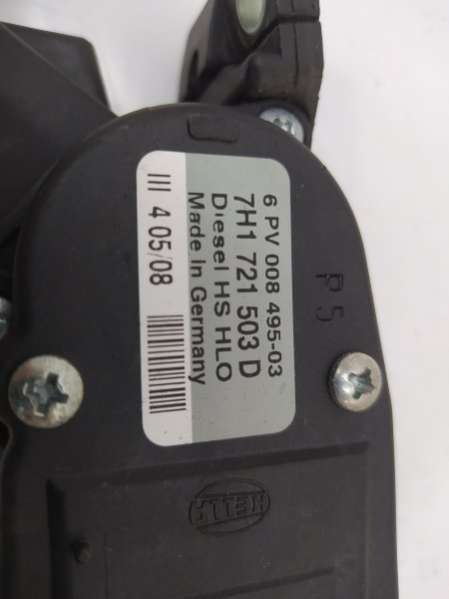 6 PV 008 495-03
7H1 721 503 D
Diesel HS HLO
Made In Germany
4 05/08
P5
HELLA